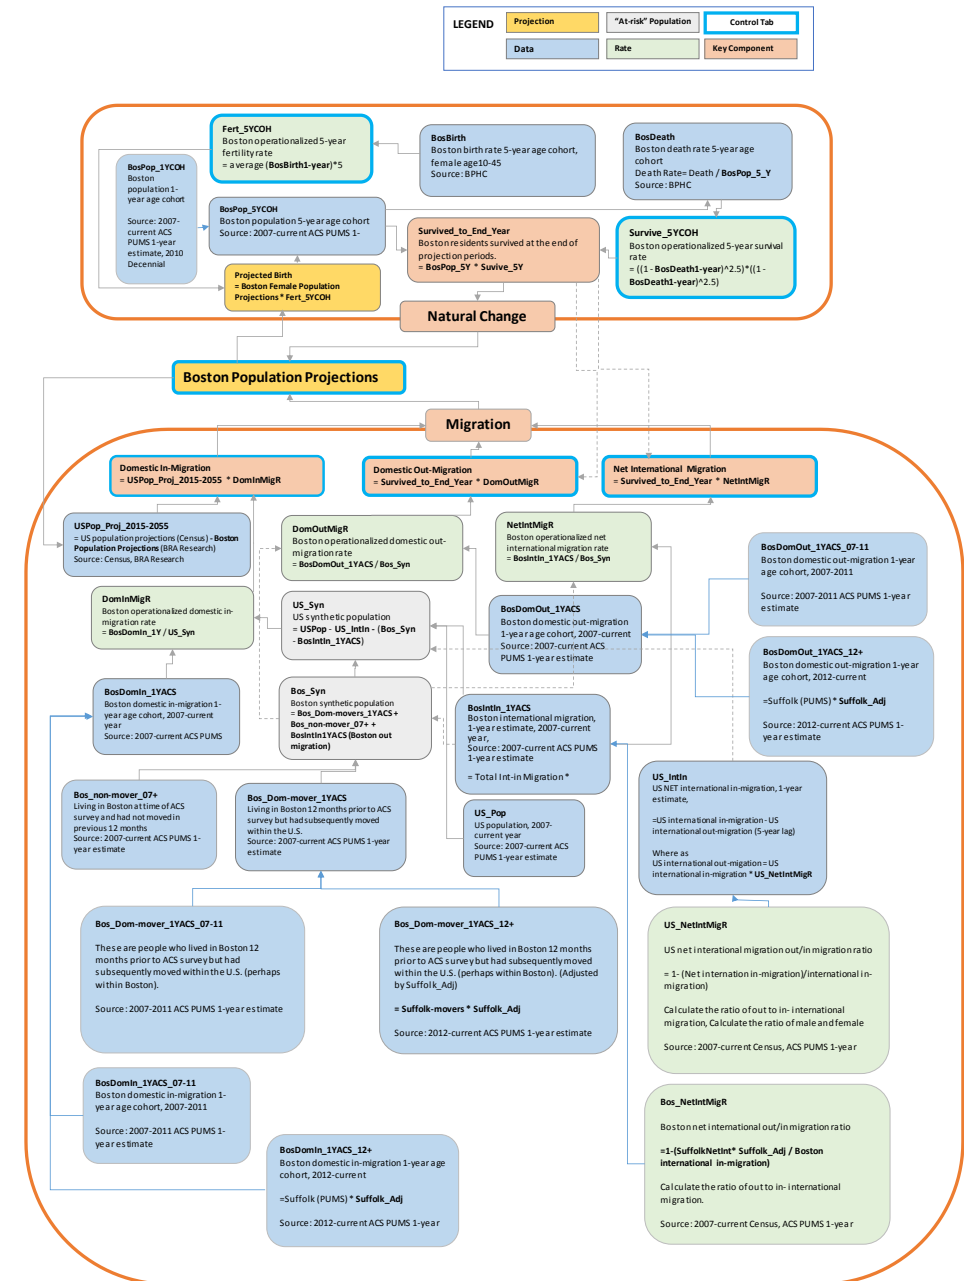 LEGEND
Projection
"At-risk" Population
Control Tab
Data
Rate
Key Component
Fert_5YCOH
Boston operationalized 5-year
fertility rate
= average (BosBirth1-year)*5
BosBirth
Boston birth rate 5-year age cohort,
female age10-45
Source: BPHC
BosDeath
Boston death rate 5-year age
cohort
Death Rate= Death / BosPop_5_Y
Source: BPHC
BosPop_1YCOH
Boston
population 1-
year age cohort
Source: 2007-
current ACS
PUMS 1-year
estimate, 2010
Decennial
BosPop_5YCOH
Boston population 5-year age cohort
Source: 2007-current ACS PUMS 1-
Survived_to_End_Year
Boston residents survived at the end of
projection periods.
= BosPop_5Y * Suvive_5Y
Survive_5YCOH
Boston operationalized 5-year survival
rate
= ((1 - BosDeath1-year)^2.5)*((1 -
BosDeath1-year)^2.5)
Projected Birth
= Boston Female Population
Projections* Fert_5YCOH
Natural Change
Boston Population Projections
Migration
Domestic In-Migration
= USPop_Proj_2015-2055 * DomInMigR
Domestic Out-Migration
= Survived_to_End_Year * DomOutMigR
Net International Migration
= Survived_to_End_Year * NetIntMigR
USPop_Proj_2015-2055
= US population projections (Census) - Boston
Population Projections (BRA Research)
Source: Census, BRA Research
DomOutMigR
Boston operationalized domestic out-
migration rate
= BosDomOut_1YACS / Bos_Syn
NetIntMigR
Boston operationalized net
international migration rate
= BosIntIn_1YACS / Bos_Syn
BosDomOut_1YACS_07-11
Boston domestic out-migration 1-year
age cohort, 2007-2011
Source: 2007-2011 ACS PUMS 1-year
estimate
DomInMigR
Boston operationalized domestic in-
migration rate
= BosDomIn_1Y / US_Syn
US_Syn
US synthetic population
= USPop - US_IntIn - (Bos_Syn
- BosIntIn_1YACS)
BosDomOut_1YACS
Boston domestic out-migration
1-year age cohort, 2007-current
Source: 2007-current ACS
PUMS 1-year estimate
BosDomOut_1YACS_12+
Boston domestic out-migration 1-year
age cohort, 2012-current
=Suffolk (PUMS) * Suffolk_Adj
Source: 2012-current ACS PUMS 1-
year estimate
BosDomIn_1YACS
Boston domestic in-migration 1-
year age cohort, 2007-current
year
Source: 2007-current ACS PUMS
Bos_Syn
Boston synthetic population
= Bos_Dom-movers_1YACS +
Bos_non-mover_07+ +
BosIntIn1YACS (Boston out
migration)
BosIntIn_1YACS
Boston international migration,
1-year estimate, 2007-current
year,
Source: 2007-current ACS PUMS
1-year estimate
= Total Int-in Migration *
US_IntIn
US NET international in-migration, 1-year
estimate,
=US international in-migration - US
international out-migration (5-year lag)
Where as
US international out-migation = US
international in-migration * US_NetIntMigR
Bos_non-mover_07+
Living in Boston at time of ACS
survey and had not moved in
previous 12 months
Source: 2007-current ACS PUMS 1-
year estimate
Bos_Dom-mover_1YACS
Living in Boston 12 months prior to ACS
survey but had subsequently moved
within the U.S.
Source: 2007-current ACS PUMS 1-year
estimate
US_Pop
US population, 2007-
current year
Source: 2007-current ACS
PUMS 1-year estimate
Bos_Dom-mover_1YACS_07-11
These are people who lived in Boston 12
months prior to ACS survey but had
subsequently moved within the U.S. (perhaps
within Boston).
Source: 2007-2011 ACS PUMS 1-year estimate
Bos_Dom-mover_1YACS_12+
These are people who lived in Boston 12 months
prior to ACS survey but had subsequently moved
within the U.S. (perhaps within Boston). (Adjusted
by Suffolk_Adj)
= Suffolk-movers * Suffolk_Adj
Source: 2012-current ACS PUMS 1-year estimate
US_NetIntMigR
US net interational migration out/in migration ratio
= 1- (Net internation in-migration)/international in-
migration)
Calculate the ratio of out to in- international
migration, Calculate the ratio of male and female
Source: 2007-current Census, ACS PUMS 1-year
BosDomIn_1YACS_07-11
Boston domestic in-migration 1-
year age cohort, 2007-2011
Source: 2007-2011 ACS PUMS 1-
year estimate
BosDomIn_1YACS_12+
Boston domestic in-migration 1-year age
cohort, 2012-current
=Suffolk (PUMS) * Suffolk_Adj
Source: 2012-current ACS PUMS 1-year
Bos_NetIntMigR
Boston net international out/in migration ratio
=1-(SuffolkNetInt* Suffolk_Adj / Boston
international in-migration)
Calculate the ratio of out to in- international
migration.
Source: 2007-current Census, ACS PUMS 1-year